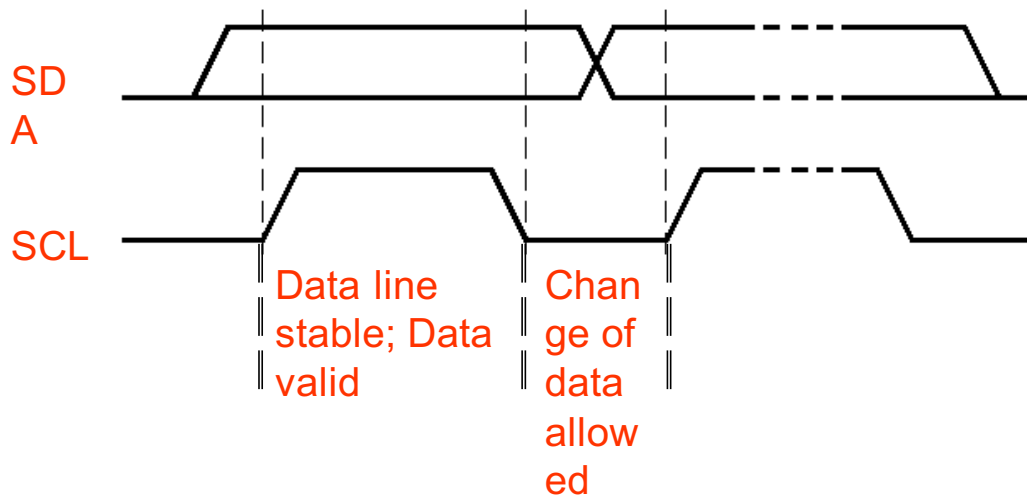 SD
A
SCL
Data line
stable; Data
valid
Chan
ge of
data
allow
ed